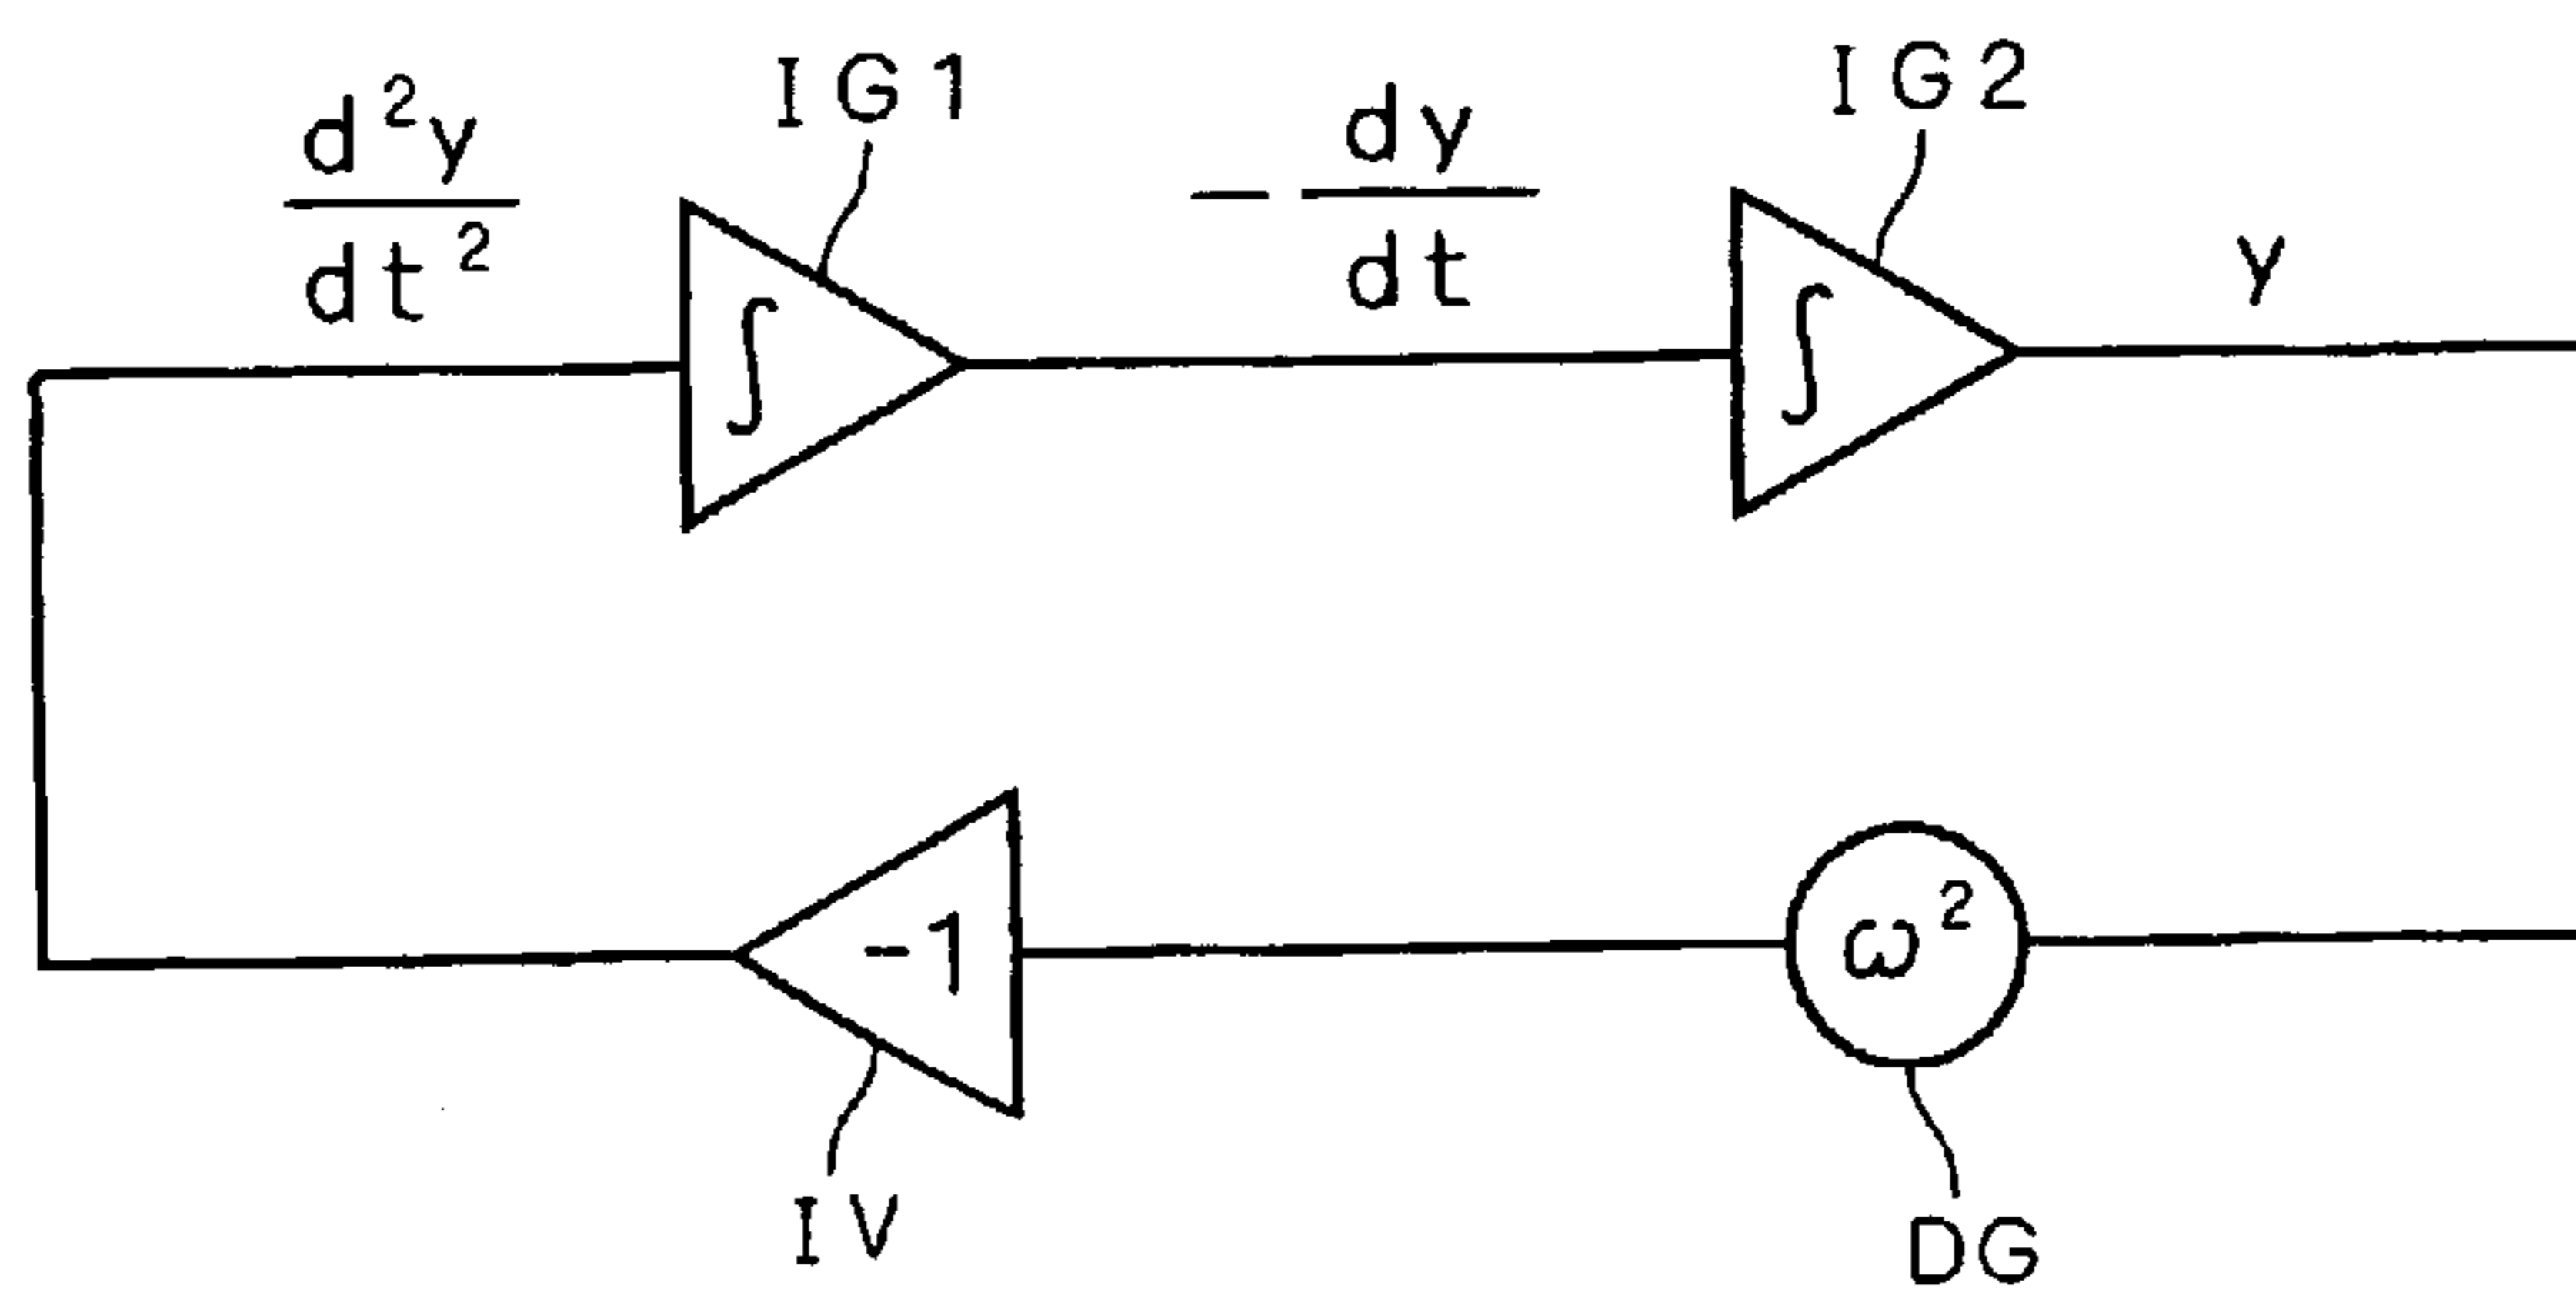 IG1
IG2
d²y
dt²
- dy
dt
y
∫
∫
-1
ω²
IV
DG